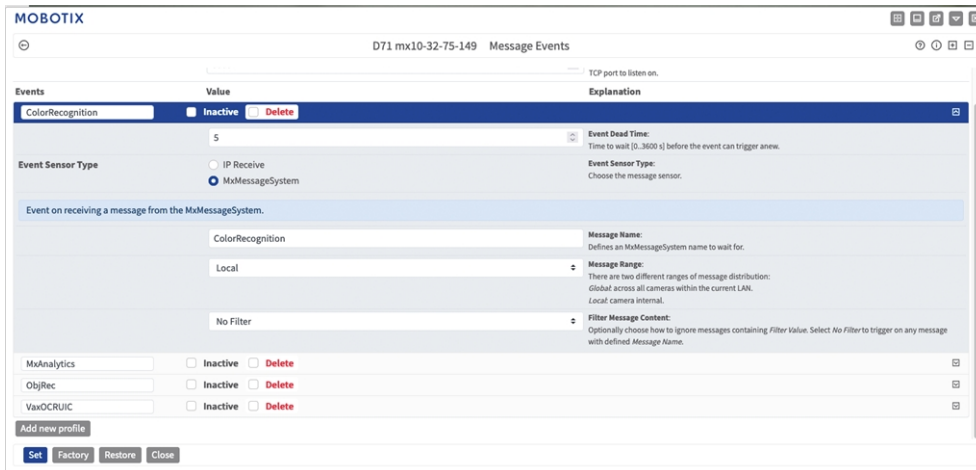 MOBOTIX
D71 mx10-32-75-149 Message Events
TCP port to listen on.
Events Value Explanation
ColorRecognition Inactive Delete
5 Event Dead Time:
Time to wait [0..3600 s] before the event can trigger anew.
Event Sensor Type IP Receive Event Sensor Type:
MxMessageSystem Choose the message sensor.
Event on receiving a message from the MxMessageSystem.
ColorRecognition Message Name:
Defines an MxMessageSystem name to wait for.
Local Message Range:
There are two different ranges of message distribution:
Global: across all cameras within the current LAN.
Local: camera internal.
No Filter Filter Message Content:
Optionally choose how to ignore messages containing Filter Value. Select No Filter to trigger on any message
with defined Message Name.
MxAnalytics Inactive Delete
ObjRec Inactive Delete
VaxOCRUIC Inactive Delete
Add new profile
Set Factory Restore Close